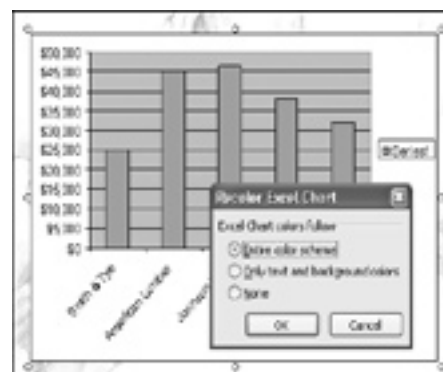 $50,000
$45,000
$40,000
$35,000
$30,000
$25,000
$20,000
$15,000
$10,000
$5,000
$0
Series1
American
Recolor Excel Chart
Excel Chart colors follow
Entire color scheme
Only text and background colors
None
OK
Cancel